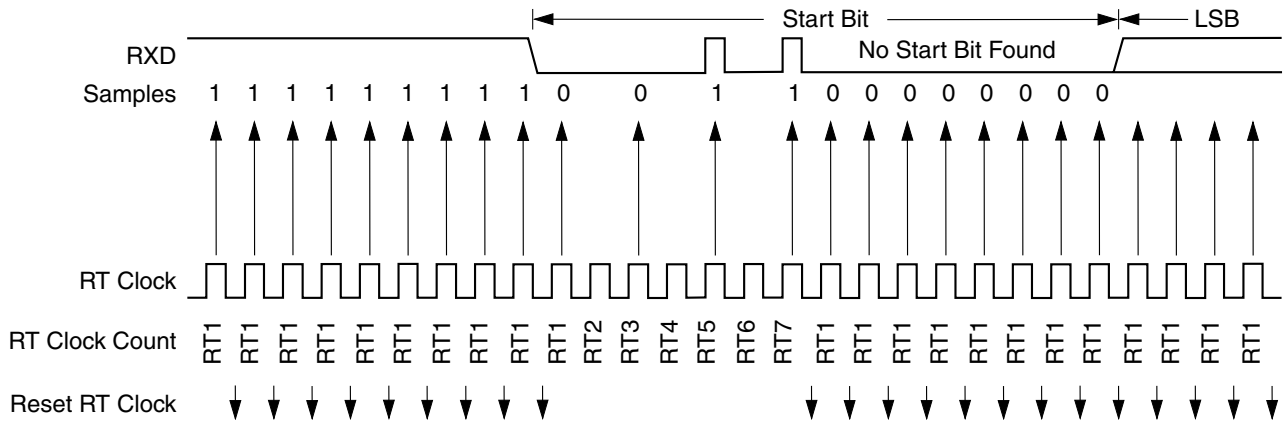 Start Bit LSB
RXD No Start Bit Found
Samples 1 1 1 1 1 1 1 1 1 0 0 1 1 0 0 0 0 0 0 0 0
RT Clock
RT Clock Count RT1 RT1 RT1 RT1 RT1 RT1 RT1 RT1 RT1 RT1 RT2 RT3 RT4 RT5 RT6 RT7 RT1 RT1 RT1 RT1 RT1 RT1 RT1 RT1 RT1 RT1 RT1 RT1
Reset RT Clock